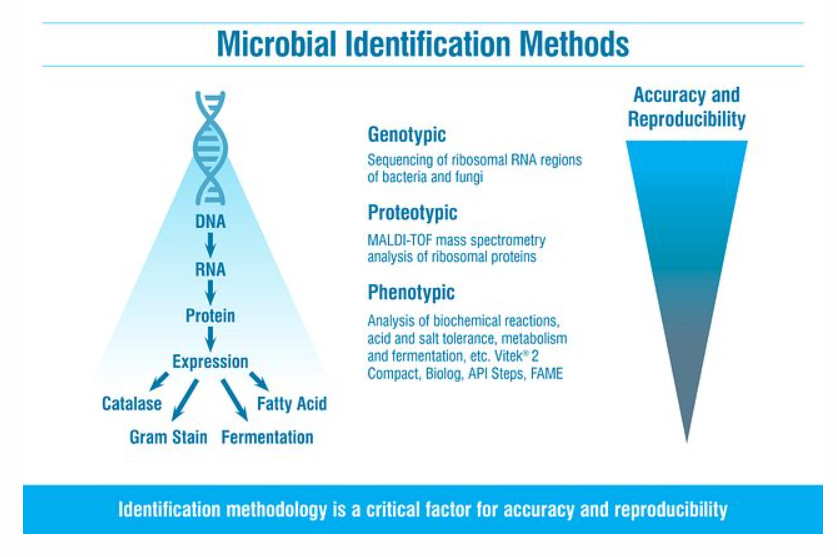 Microbial Identification Methods
DNA
RNA
Protein
Expression
Catalase
Fatty Acid
Gram Stain
Fermentation
Genotypic
Sequencing of ribosomal RNA regions
of bacteria and fungi
Proteotypic
MALDI-TOF mass spectrometry
analysis of ribosomal proteins
Phenotypic
Analysis of biochemical reactions,
acid and salt tolerance, metabolism
and fermentation, etc. Vitek® 2
Compact, Biolog, API Steps, FAME
Accuracy and
Reproducibility
Identification methodology is a critical factor for accuracy and reproducibility